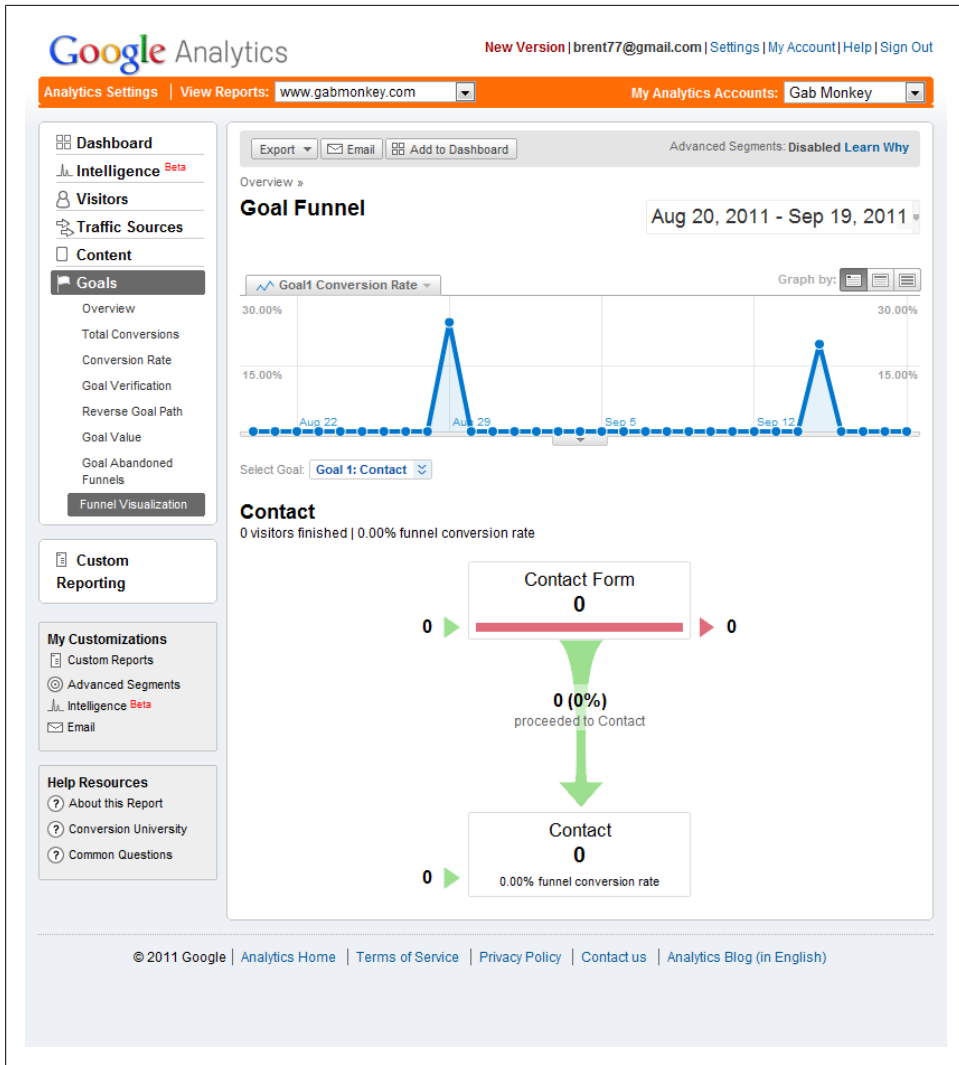 Google Analytics
New Version | brent77@gmail.com | Settings | My Account | Help | Sign Out
Analytics Settings | View Reports: www.gabmonkey.com
My Analytics Accounts: Gab Monkey
Dashboard
Intelligence Beta
Visitors
Traffic Sources
Content
Goals
Overview
Total Conversions
Conversion Rate
Goal Verification
Reverse Goal Path
Goal Value
Goal Abandoned
Funnels
Funnel Visualization
Custom
Reporting
My Customizations
Custom Reports
Advanced Segments
Intelligence Beta
Email
Help Resources
? About this Report
? Conversion University
? Common Questions
Export Email Add to Dashboard
Advanced Segments: Disabled Learn Why
Overview »
Goal Funnel
Aug 20, 2011 - Sep 19, 2011
Goal1 Conversion Rate
Graph by:
30.00% 30.00%
15.00% 15.00%
Aug 22 Aug 29 Sep 5 Sep 12
Select Goal: Goal 1: Contact
Contact
0 visitors finished | 0.00% funnel conversion rate
Contact Form
0
0 0
0 (0%)
proceeded to Contact
Contact
0
0 0.00% funnel conversion rate
© 2011 Google | Analytics Home | Terms of Service | Privacy Policy | Contact us | Analytics Blog (in English)